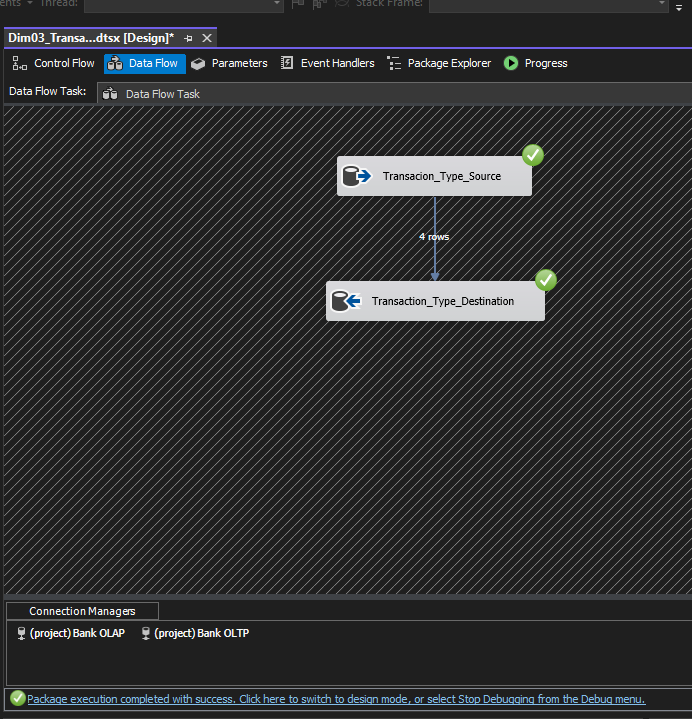 Thread:
Stack Frame:
Dim03_Transa...dtsx [Design]*
Control Flow
Data Flow
Parameters
Event Handlers
Package Explorer
Progress
Data Flow Task:
Data Flow Task
Transacion_Type_Source
4 rows
Transaction_Type_Destination
Connection Managers
(project) Bank OLAP
(project) Bank OLTP
Package execution completed with success. Click here to switch to design mode, or select Stop Debugging from the Debug menu.